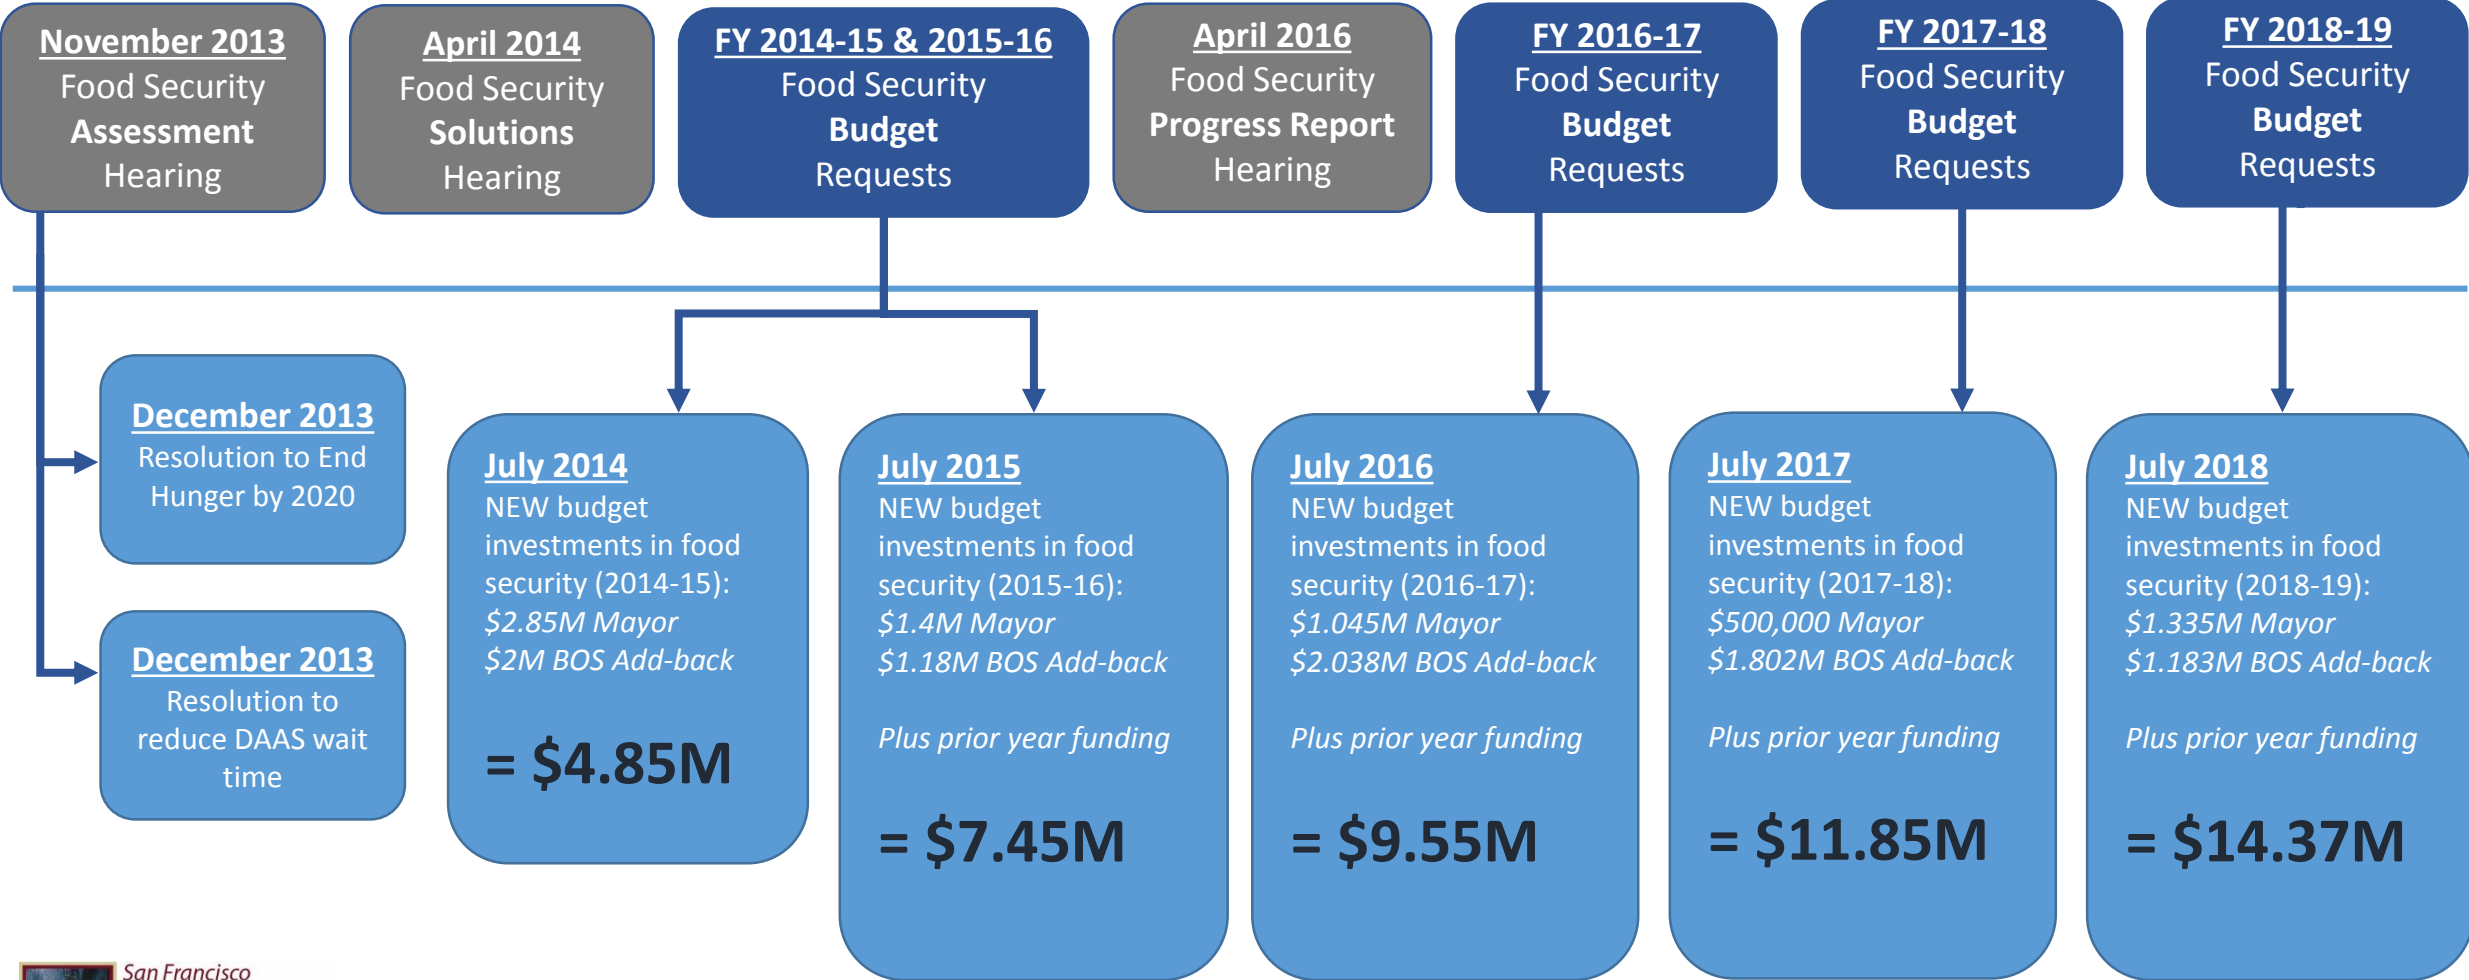 November 2013
Food Security
Assessment
Hearing
April 2014
Food Security
Solutions
Hearing
FY 2014-15 & 2015-16
Food Security
Budget
Requests
April 2016
Food Security
Progress Report
Hearing
FY 2016-17
Food Security
Budget
Requests
FY 2017-18
Food Security
Budget
Requests
FY 2018-19
Food Security
Budget
Requests
December 2013
Resolution to End
Hunger by 2020
December 2013
Resolution to
reduce DAAS wait
time
July 2014
NEW budget
investments in food
security (2014-15):
$2.85M Mayor
$2M BOS Add-back
= $4.85M
July 2015
NEW budget
investments in food
security (2015-16):
$1.4M Mayor
$1.18M BOS Add-back
Plus prior year funding
= $7.45M
July 2016
NEW budget
investments in food
security (2016-17):
$1.045M Mayor
$2.038M BOS Add-back
Plus prior year funding
= $9.55M
July 2017
NEW budget
investments in food
security (2017-18):
$500,000 Mayor
$1.802M BOS Add-back
Plus prior year funding
= $11.85M
July 2018
NEW budget
investments in food
security (2018-19):
$1.335M Mayor
$1.183M BOS Add-back
Plus prior year funding
= $14.37M
San Francisco